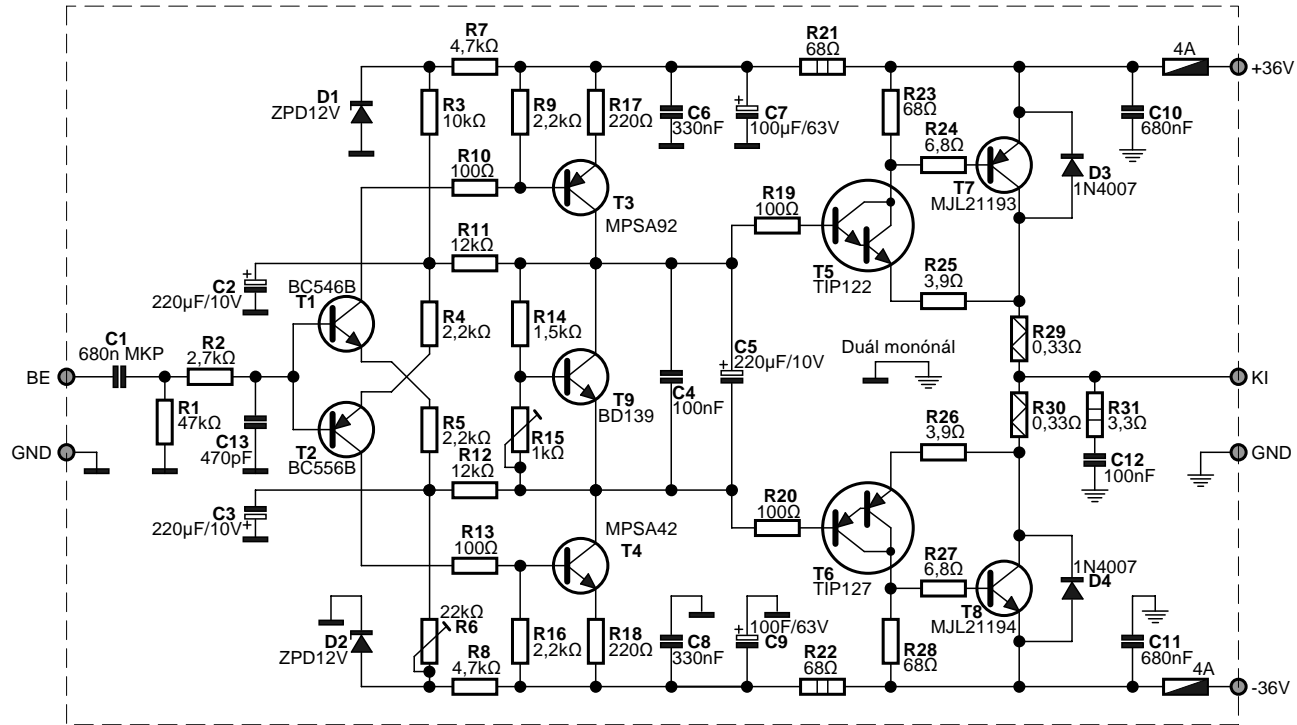 R7
4,7kΩ
R21
68Ω
4A
+36V
D1
ZPD12V
R3
10kΩ
R9
2,2kΩ
R17
220Ω
C6
330nF
+
C7
100µF/63V
R23
68Ω
R24
6,8Ω
C10
680nF
R10
100Ω
T3
MPSA92
T7
MJL21193
D3
1N4007
R19
100Ω
R11
12kΩ
T5
TIP122
R25
3,9Ω
+
C2
220µF/10V
BC546B
T1
R4
2,2kΩ
R14
1,5kΩ
R29
0,33Ω
C1
680n MKP
R2
2,7kΩ
+
C5
220µF/10V
Duál monónál
BE
KI
T9
BD139
C4
100nF
R1
47kΩ
C13
470pF
T2
BC556B
R5
2,2kΩ
R15
1kΩ
R26
3,9Ω
R30
0,33Ω
R31
3,3Ω
GND
GND
R12
12kΩ
C12
100nF
C3
220µF/10V
+
R20
100Ω
MPSA42
T4
R13
100Ω
T6
TIP127
R27
6,8Ω
1N4007
D4
T8
MJL21194
22kΩ
R6
D2
ZPD12V
R16
2,2kΩ
R18
220Ω
C8
330nF
+
100F/63V
C9
R28
68Ω
C11
680nF
R8
4,7kΩ
R22
68Ω
4A
-36V